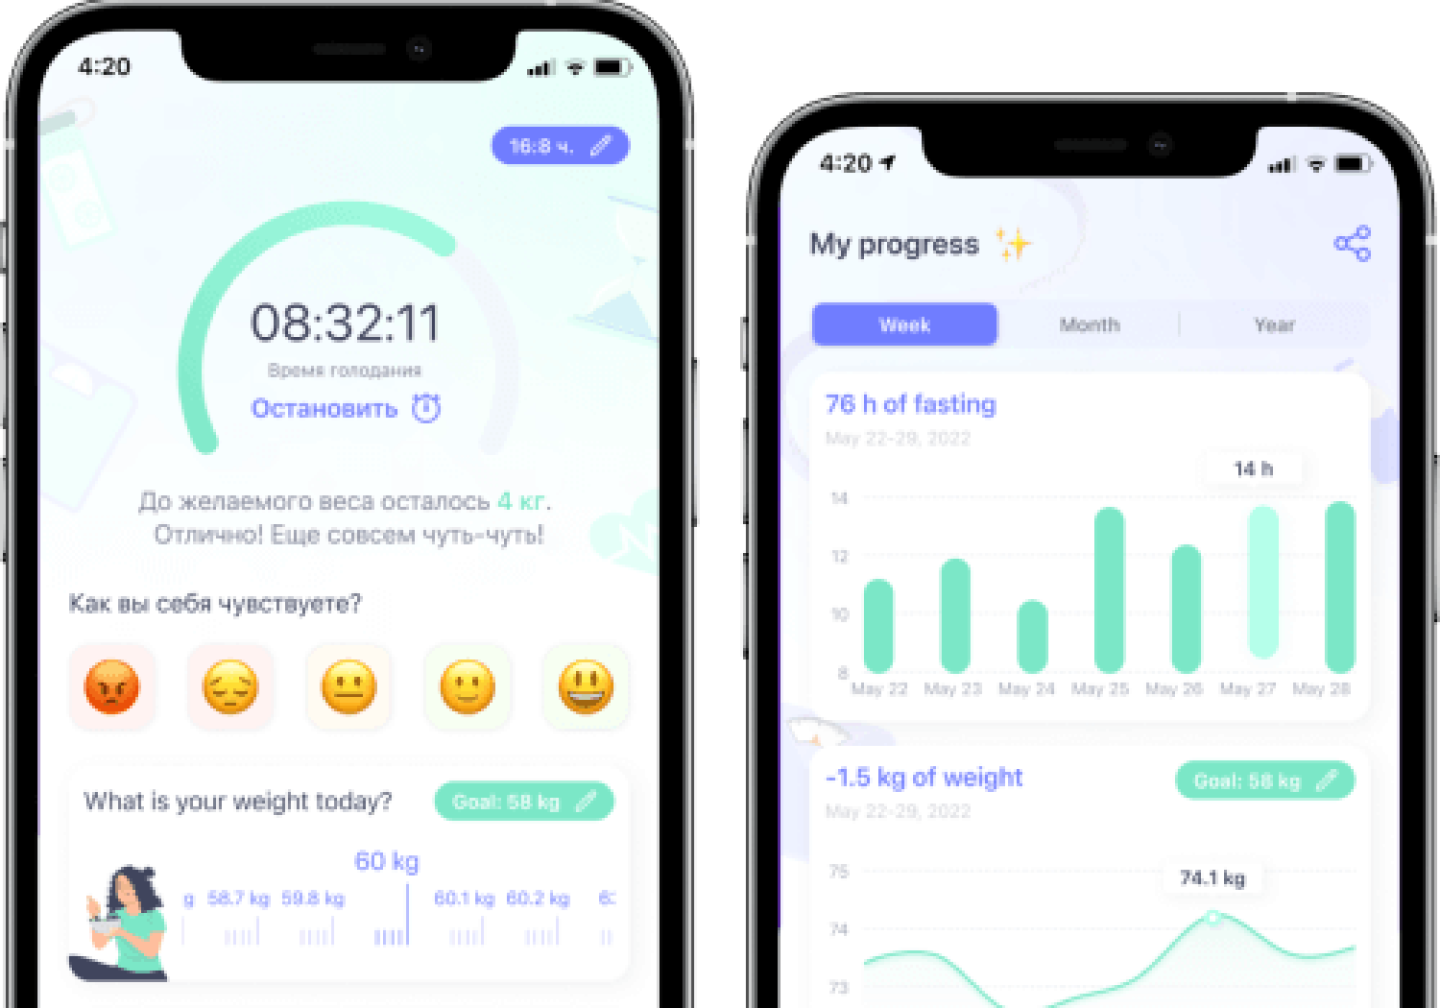 4:20
16:8 ч.
08:32:11
Время голодания
Остановить
До желаемого веса осталось 4 кг.
Отлично! Еще совсем чуть-чуть!
Как вы себя чувствуете?
What is your weight today?
Goal: 58 kg
60 kg
g 58.7 kg 59.8 kg 60.1 kg 60.2 kg
4:20
My progress
Week Month Year
76 h of fasting
May 22-29, 2022
14 h
14
12
10
8
May 22 May 23 May 24 May 25 May 26 May 27 May 28
-1.5 kg of weight
Goal: 58 kg
May 22-29, 2022
75
74.1 kg
74
73